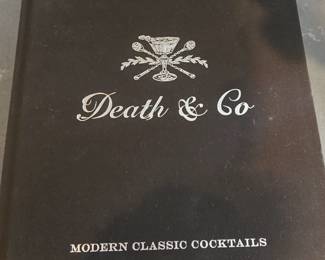 Death & Co
MODERN CLASSIC COCKTAILS